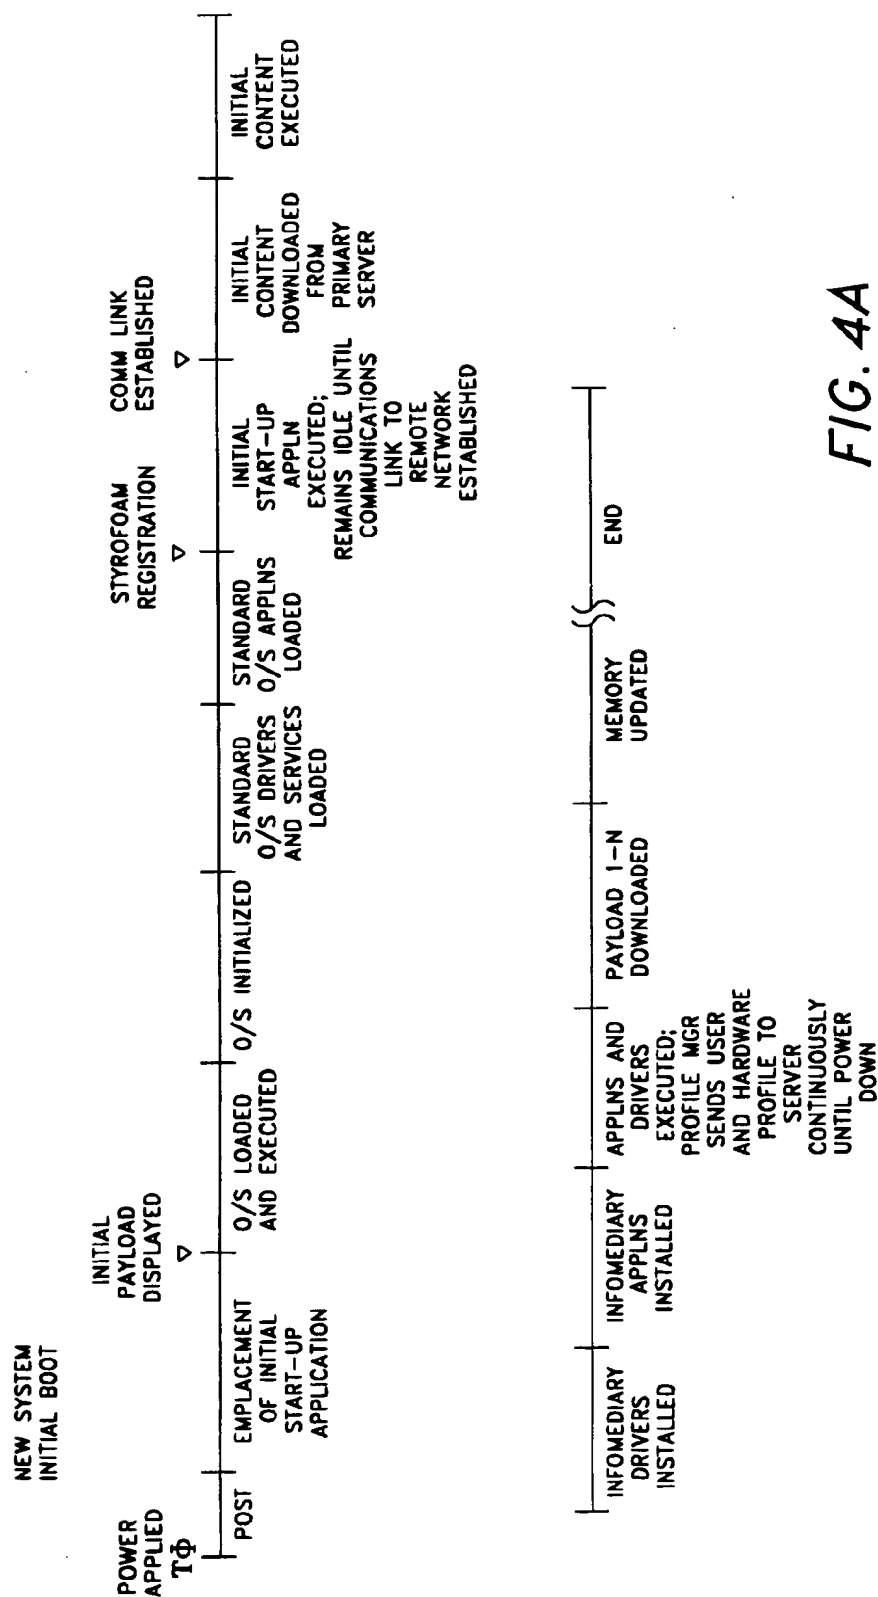 NEW SYSTEM
INITIAL BOOT
POWER
APPLIED
TΦ
INITIAL
PAYLOAD
DISPLAYED
STYROFOAM
REGISTRATION
COMM LINK
ESTABLISHED
POST
EMPLACEMENT
OF INITIAL
START-UP
APPLICATION
O/S LOADED
AND EXECUTED
O/S INITIALIZED
STANDARD
O/S DRIVERS
AND SERVICES
LOADED
STANDARD
O/S APPLNS
LOADED
INITIAL
START-UP
APPLN
EXECUTED;
REMAINS IDLE UNTIL
COMMUNICATIONS
LINK TO
REMOTE
NETWORK
ESTABLISHED
INITIAL
CONTENT
DOWNLOADED
FROM
PRIMARY
SERVER
INITIAL
CONTENT
EXECUTED
INFOMEDIARY
DRIVERS
INSTALLED
INFOMEDIARY
APPLNS
INSTALLED
APPLNS AND
DRIVERS
EXECUTED;
PROFILE MGR
SENDS USER
AND HARDWARE
PROFILE TO
SERVER
CONTINUOUSLY
UNTIL POWER
DOWN
PAYLOAD 1-N
DOWNLOADED
MEMORY
UPDATED
END
FIG. 4A